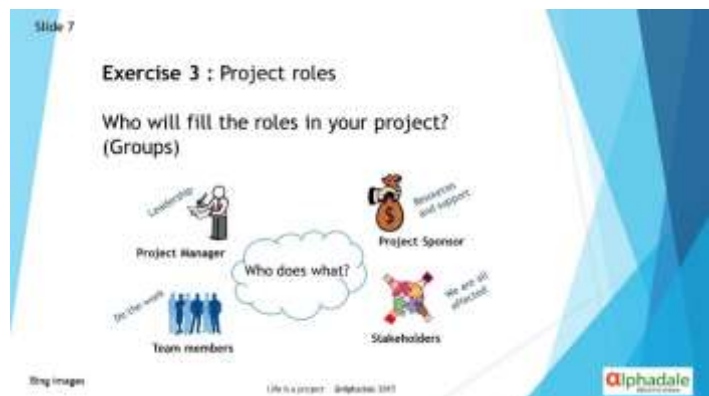 Slide 7
Exercise 3 : Project roles
Who will fill the roles in your project?
(Groups)
Leadership
Project Manager
Resources
and support
Project Sponsor
Who does what?
Do the work
Team members
We are all
affected
Stakeholders
Bing images
Life is a project
alphadale